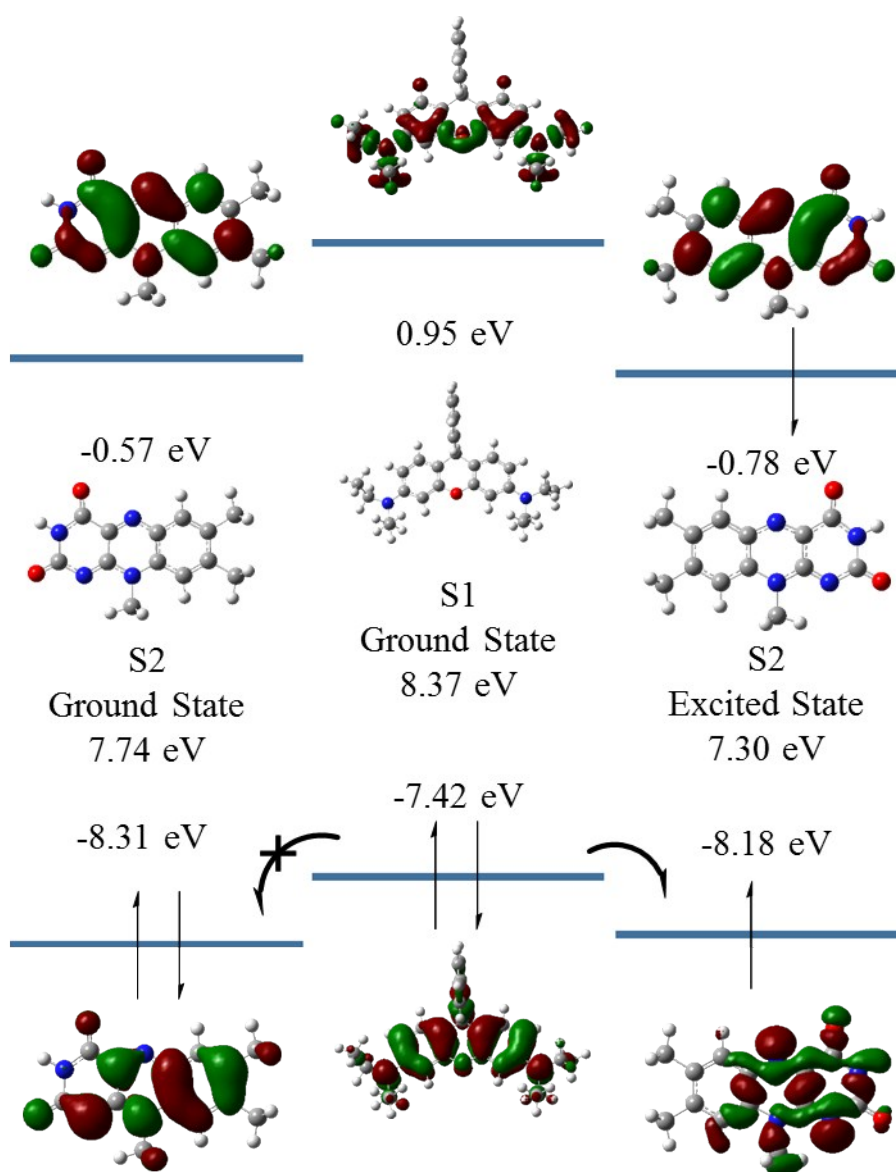 0.95 eV
-0.57 eV
-0.78 eV
S2
Ground State
7.74 eV
S1
Ground State
8.37 eV
S2
Excited State
7.30 eV
-8.31 eV
-7.42 eV
-8.18 eV